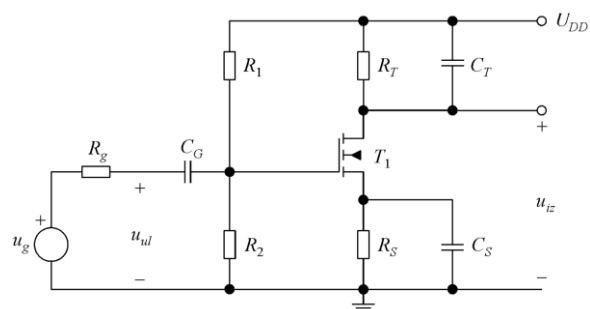 U_DD
R_1
R_T
C_T
+
R_g
C_G
T_1
+
+
u_g
u_ul
R_2
R_S
C_S
u_iz
−
−